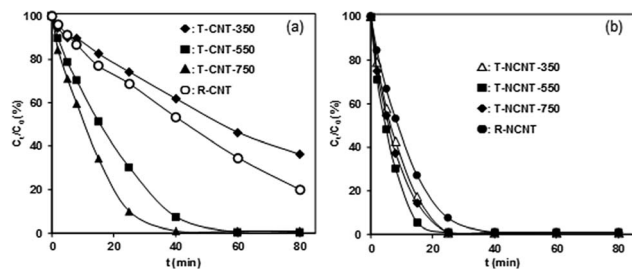 (a)
◆: T-CNT-350
■: T-CNT-550
▲: T-CNT-750
○: R-CNT
100
80
60
40
20
0
Ct/C0 (%)
0 20 40 60 80
t (min)
(b)
△: T-NCNT-350
■: T-NCNT-550
◆: T-NCNT-750
●: R-NCNT
100
80
60
40
20
0
Ct/C0 (%)
0 20 40 60 80
t (min)